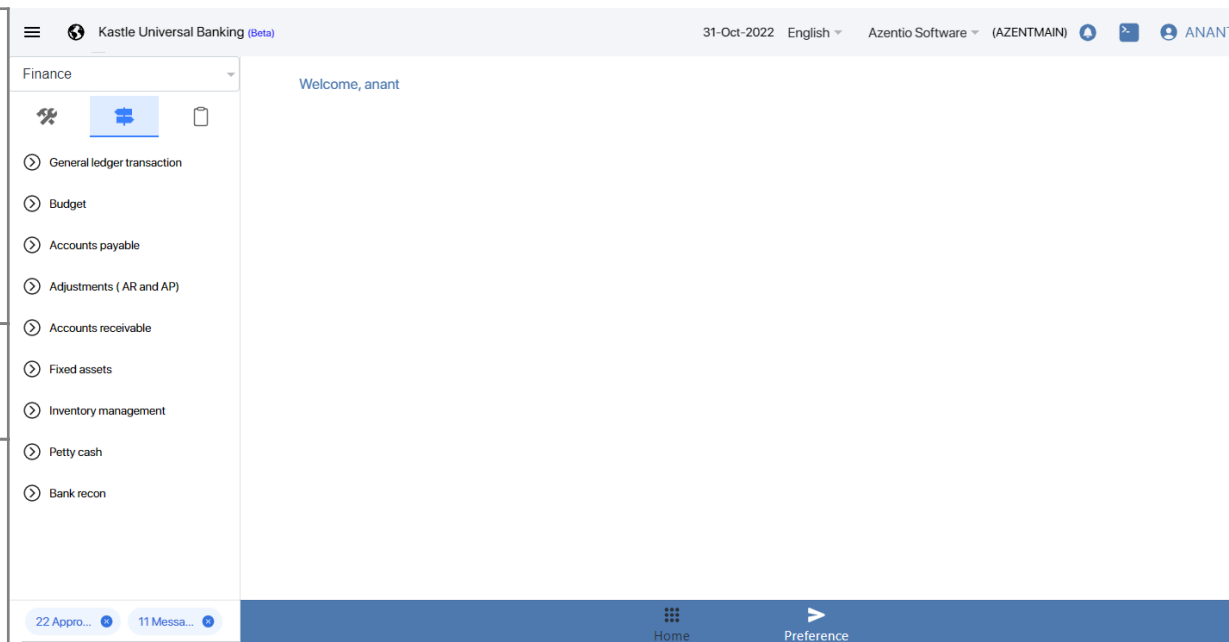 Kastle Universal Banking (Beta)
31-Oct-2022 English Azentio Software (AZENTMAIN) ANANT
Finance
Welcome, anant
General ledger transaction
Budget
Accounts payable
Adjustments ( AR and AP)
Accounts receivable
Fixed assets
Inventory management
Petty cash
Bank recon
22 Appro... 11 Messa...
Home Preference